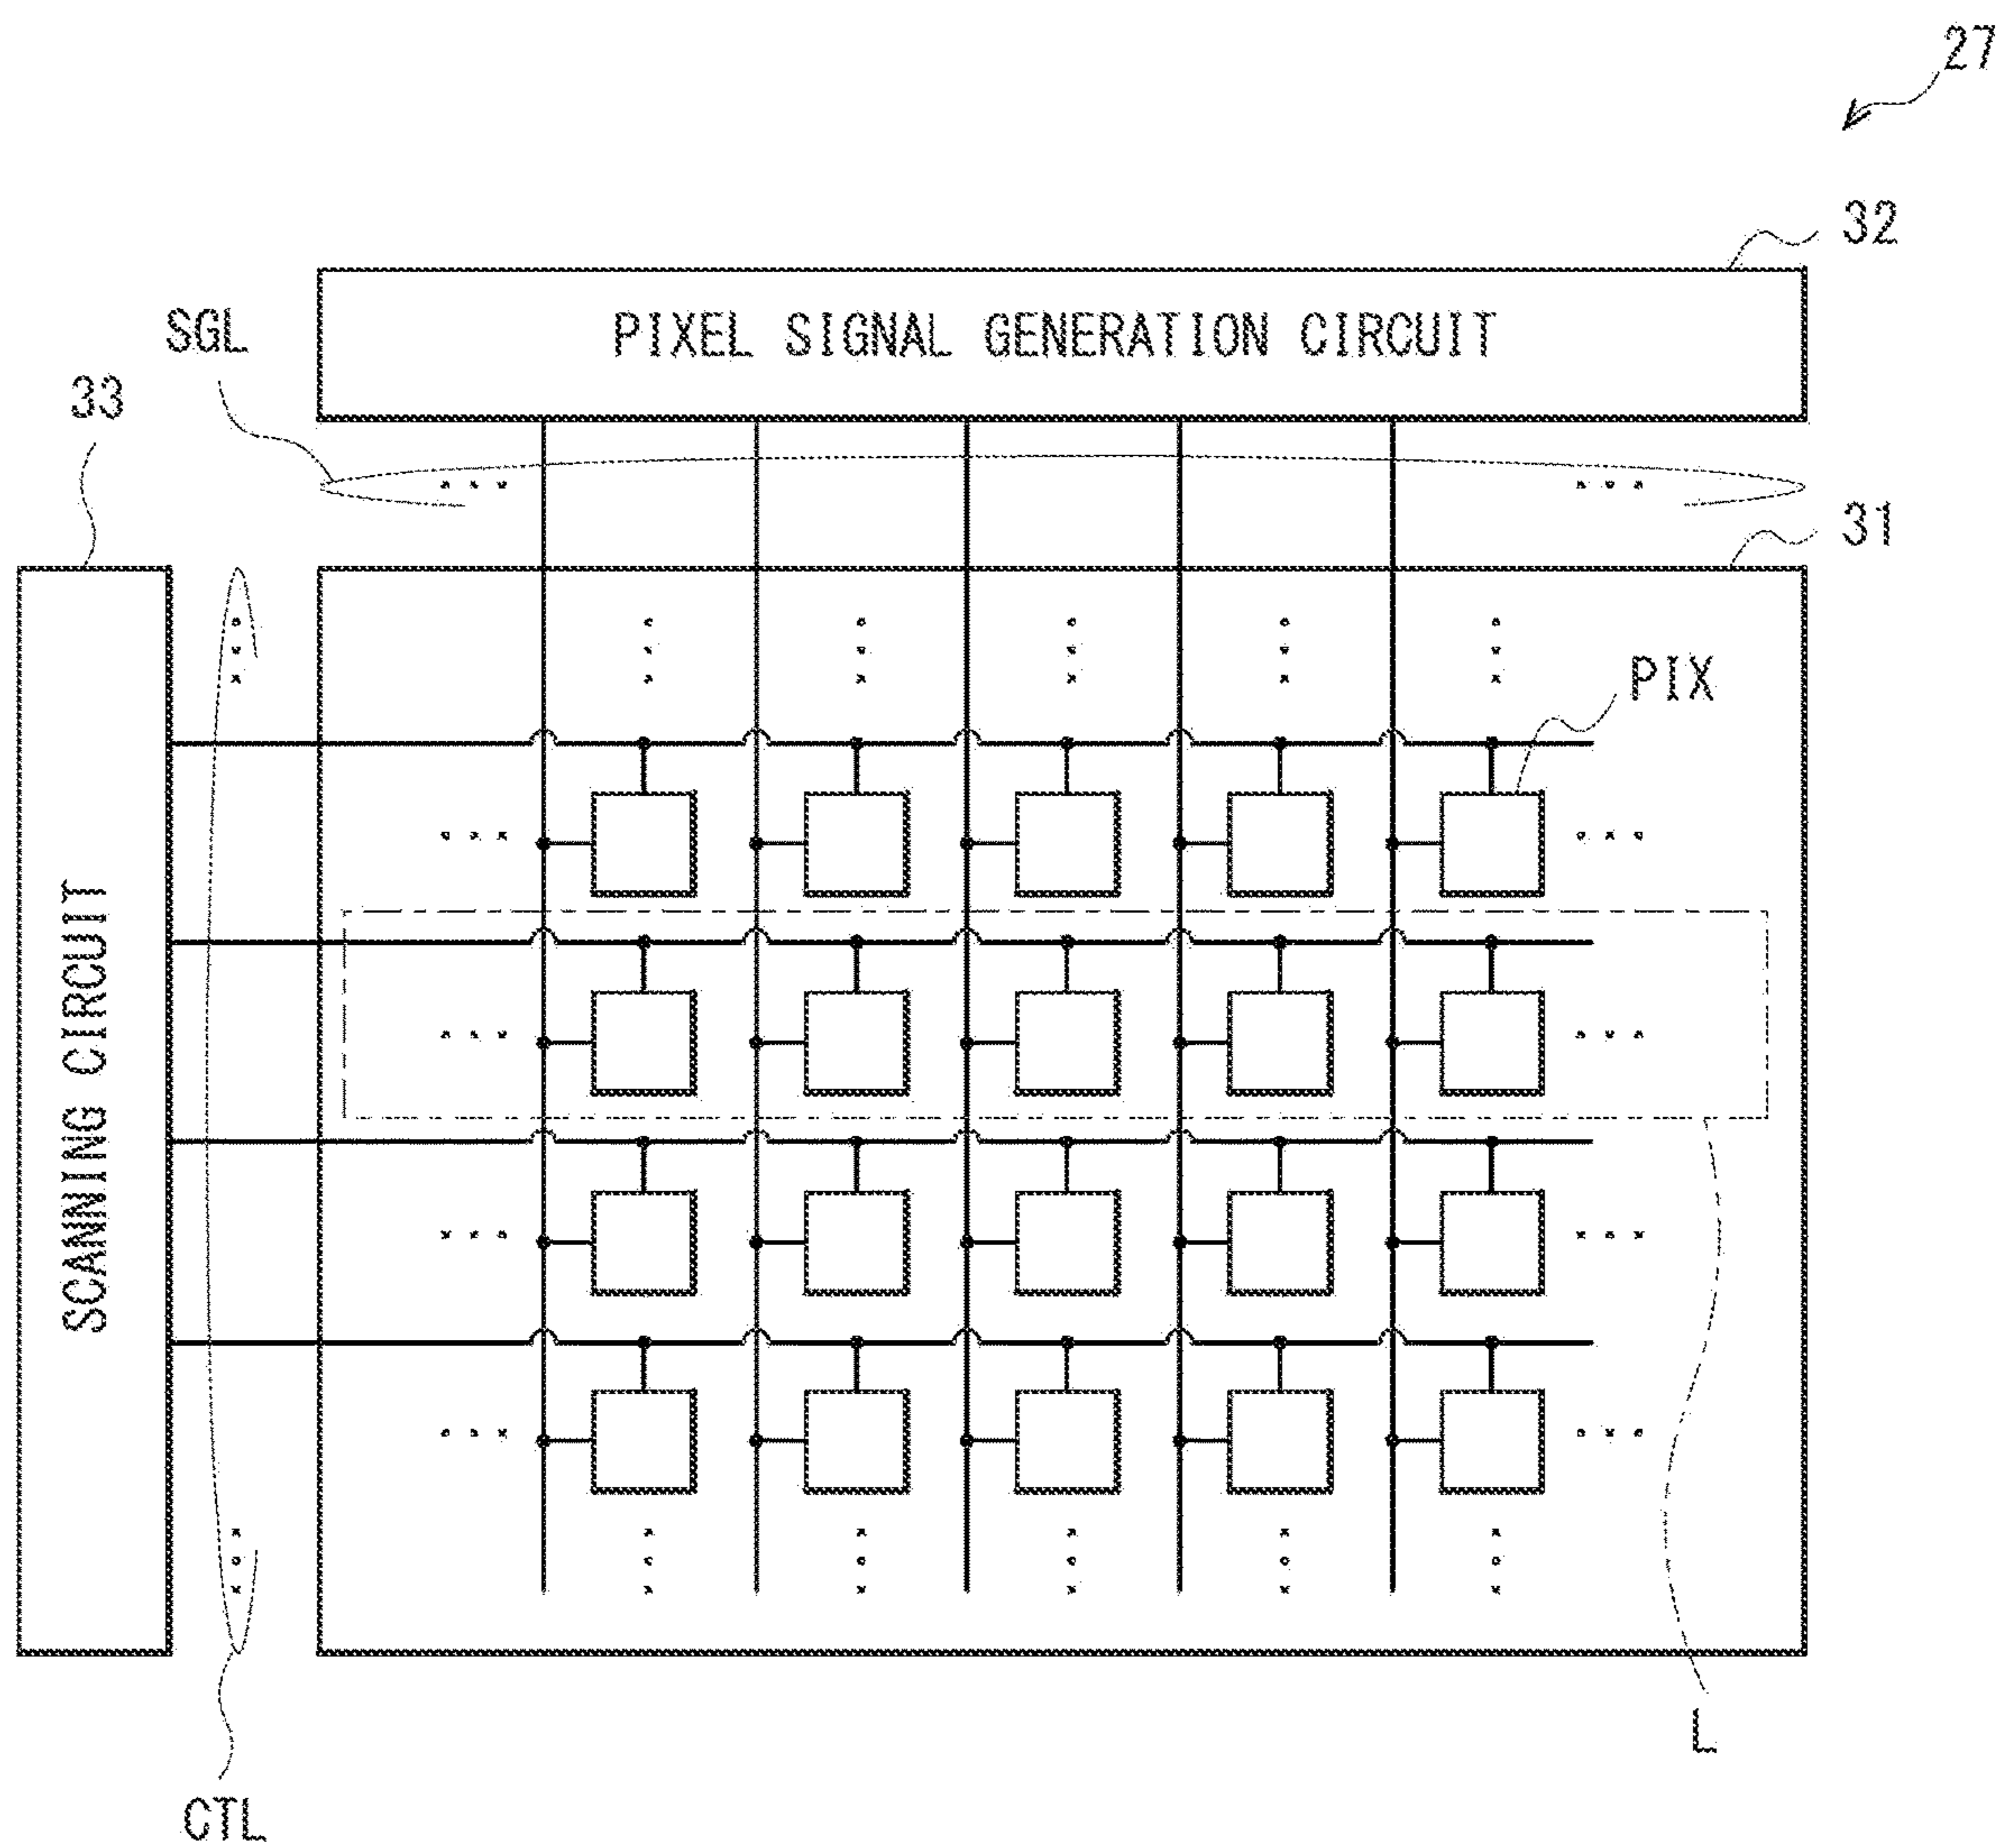 27
32
PIXEL SIGNAL GENERATION CIRCUIT
SGL
33
31
PIX
SCANNING CIRCUIT
L
CTL